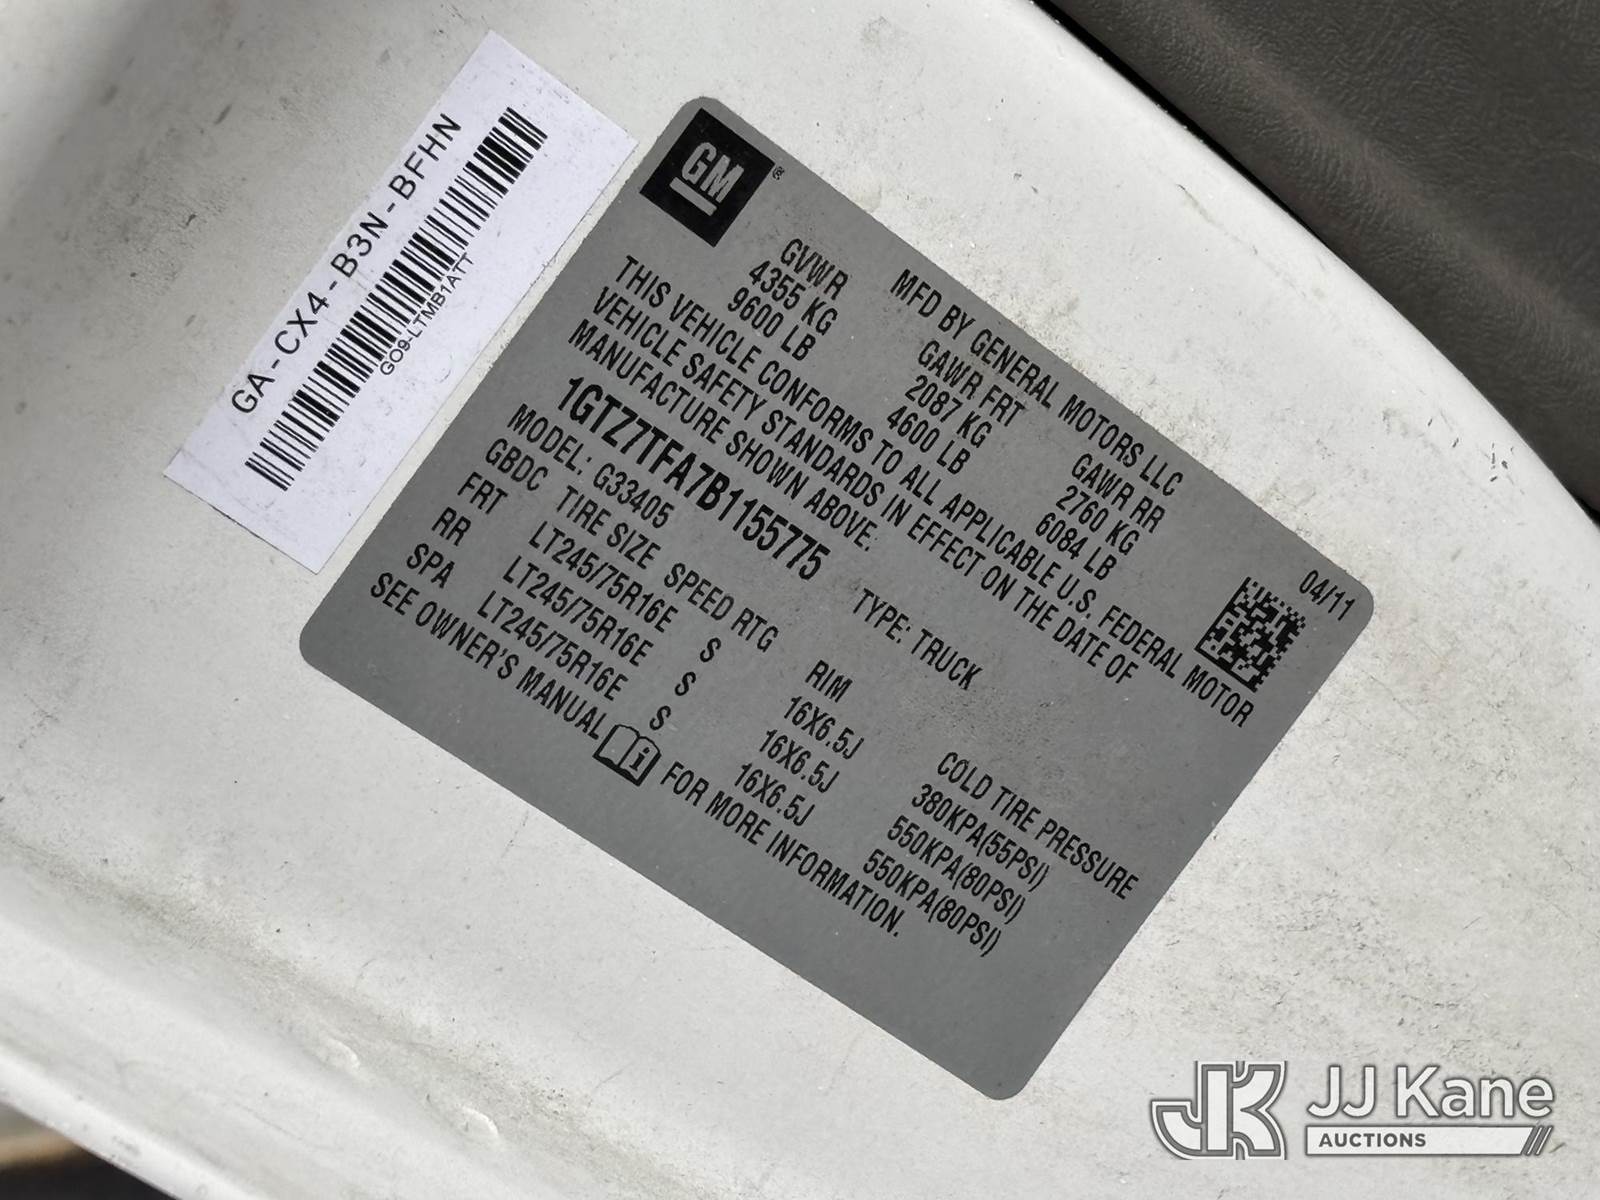 GA-CX4-B3N-BFHN
GO9-LTMB1ATT
GM®
MFD BY GENERAL MOTORS LLC 04/11
GVWR GAWR FRT GAWR RR
4355 KG 2087 KG 2760 KG
9600 LB 4600 LB 6084 LB
THIS VEHICLE CONFORMS TO ALL APPLICABLE U.S. FEDERAL MOTOR
VEHICLE SAFETY STANDARDS IN EFFECT ON THE DATE OF
MANUFACTURE SHOWN ABOVE.
1GTZ7TFA7B1155775 TYPE: TRUCK
MODEL: G33405
GBDC TIRE SIZE SPEED RTG RIM COLD TIRE PRESSURE
FRT LT245/75R16E S 16X6.5J 380KPA(55PSI)
RR LT245/75R16E S 16X6.5J 550KPA(80PSI)
SPA LT245/75R16E S 16X6.5J 550KPA(80PSI)
SEE OWNER'S MANUAL i FOR MORE INFORMATION.
JK JJ Kane
AUCTIONS